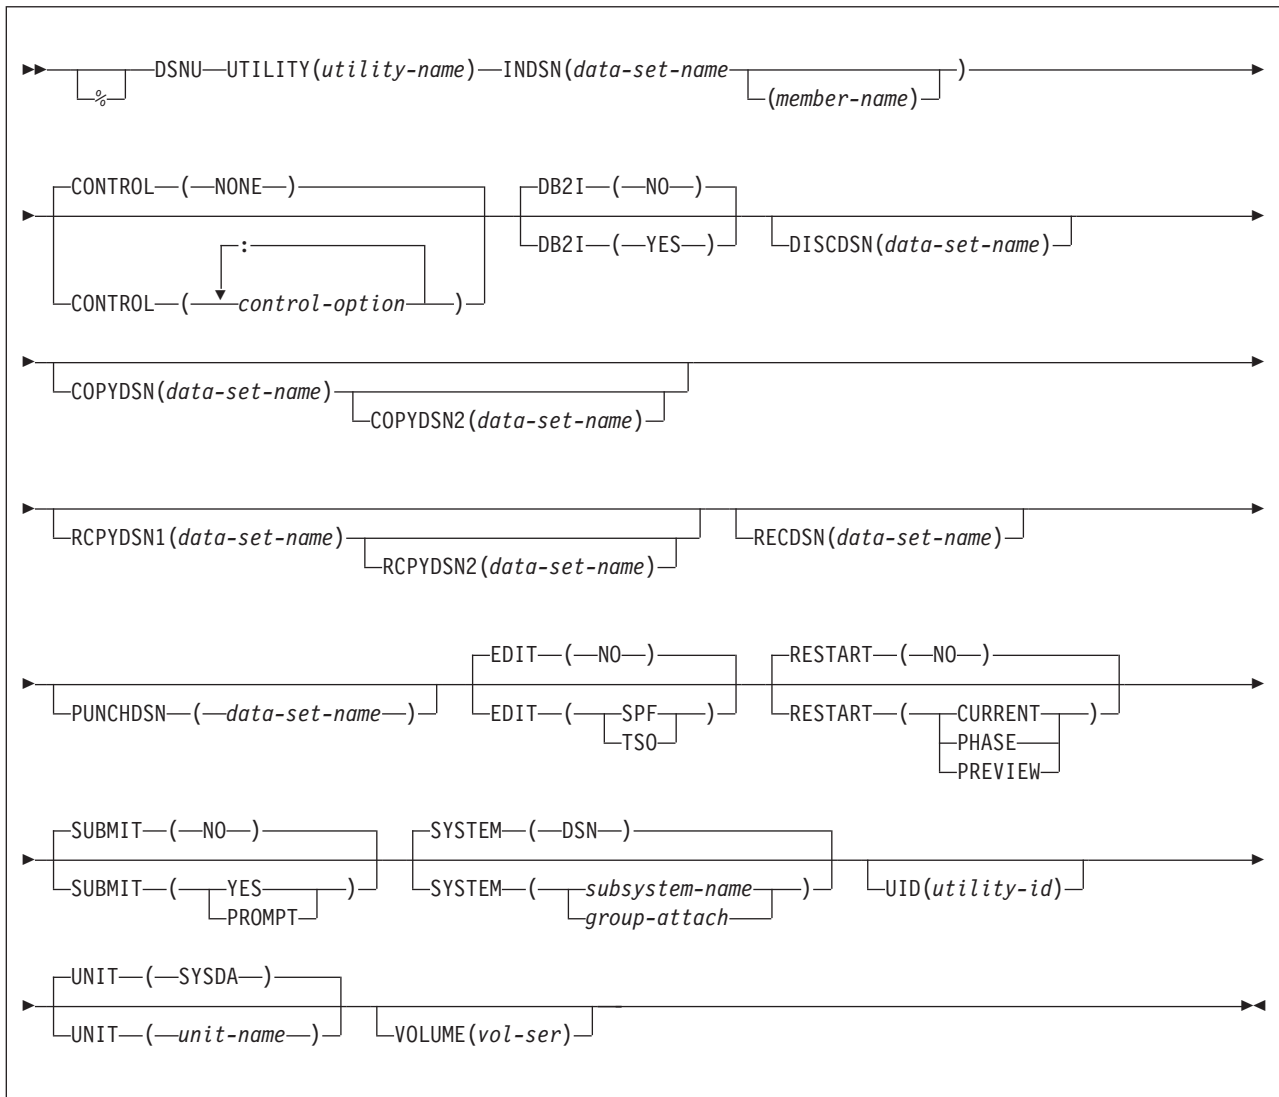 DSNU UTILITY(utility-name) INDSN(data-set-name )
% (member-name)
CONTROL ( NONE ) DB2I ( NO )
: DB2I ( YES ) DISCDSN(data-set-name)
CONTROL ( control-option )
COPYDSN(data-set-name)
COPYDSN2(data-set-name)
RCPYDSN1(data-set-name) RECDSN(data-set-name)
RCPYDSN2(data-set-name)
EDIT ( NO ) RESTART ( NO )
PUNCHDSN ( data-set-name ) EDIT ( SPF ) RESTART ( CURRENT )
TSO PHASE
PREVIEW
SUBMIT ( NO ) SYSTEM ( DSN )
SUBMIT ( YES ) SYSTEM ( subsystem-name ) UID(utility-id)
PROMPT group-attach
UNIT ( SYSDA )
UNIT ( unit-name ) VOLUME(vol-ser)